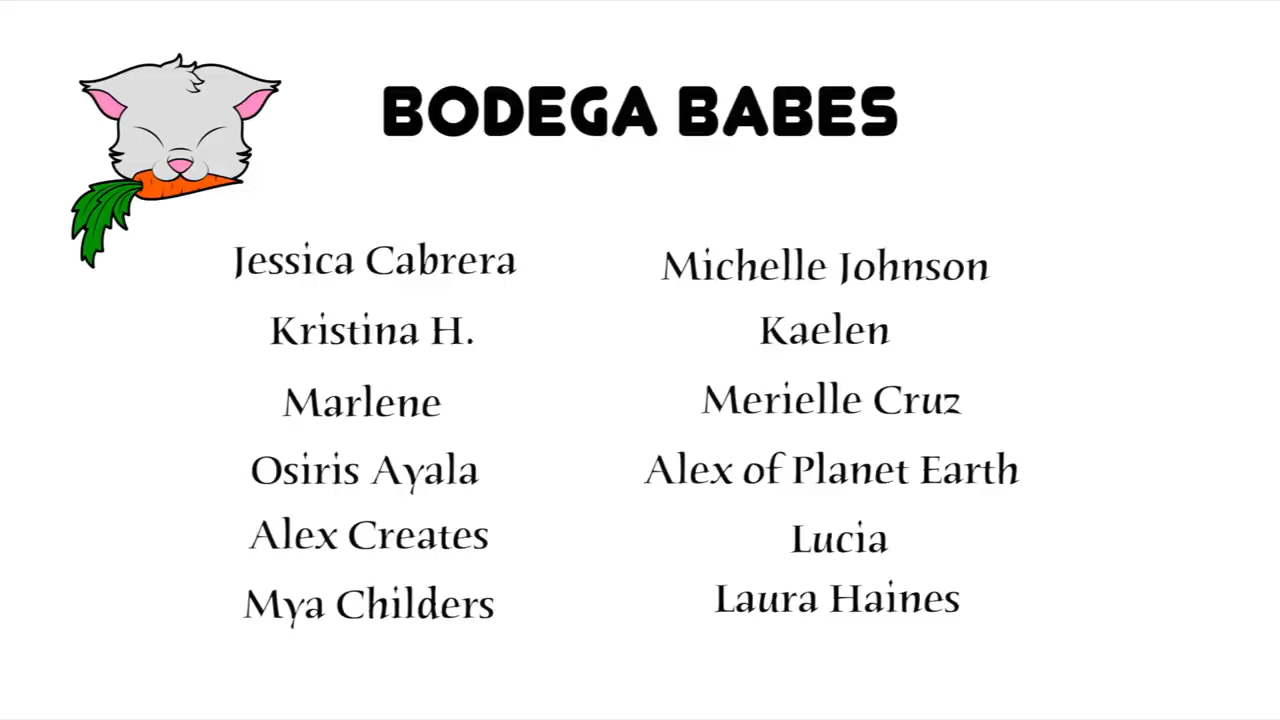 BODEGA BABES
Jessica Cabrera
Kristina H.
Marlene
Osiris Ayala
Alex Creates
Mya Childers
Michelle Johnson
Kaelen
Merielle Cruz
Alex of Planet Earth
Lucia
Laura Haines